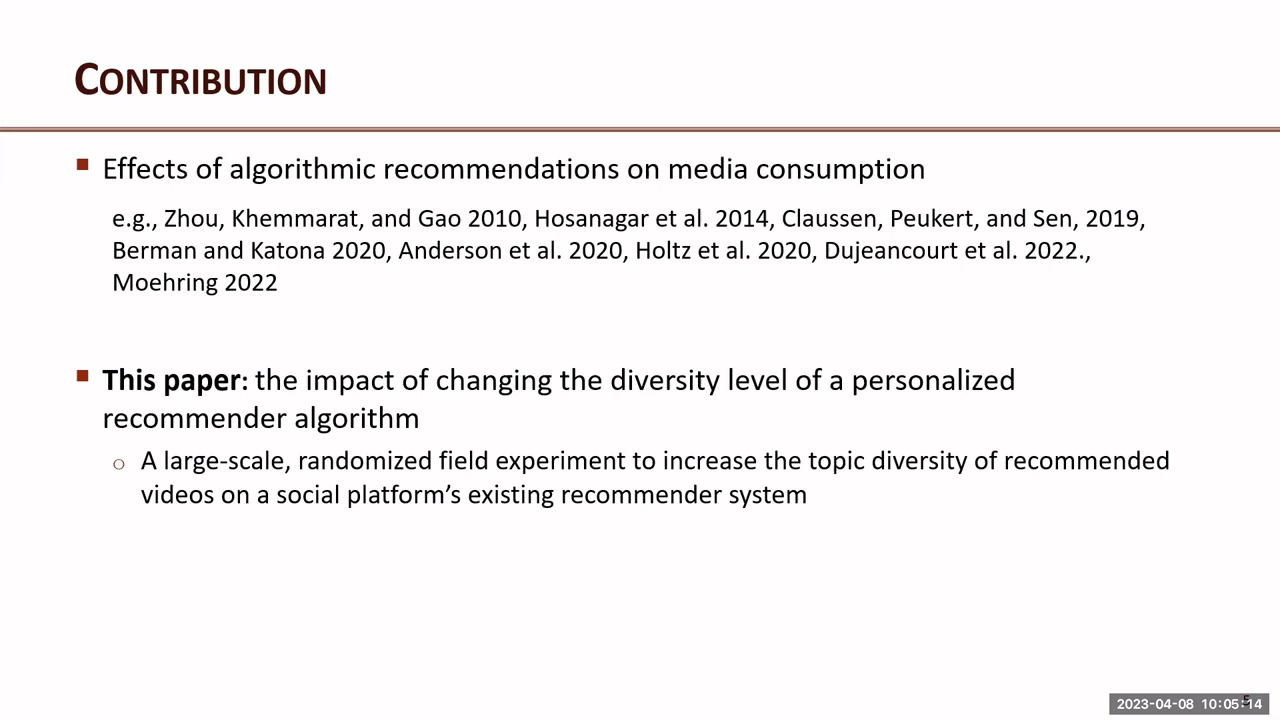 CONTRIBUTION
▪ Effects of algorithmic recommendations on media consumption
e.g., Zhou, Khemmarat, and Gao 2010, Hosanagar et al. 2014, Claussen, Peukert, and Sen, 2019,
Berman and Katona 2020, Anderson et al. 2020, Holtz et al. 2020, Dujeancourt et al. 2022.,
Moehring 2022
▪ This paper: the impact of changing the diversity level of a personalized
recommender algorithm
○ A large-scale, randomized field experiment to increase the topic diversity of recommended
videos on a social platform’s existing recommender system
5
2023-04-08 10:05:14